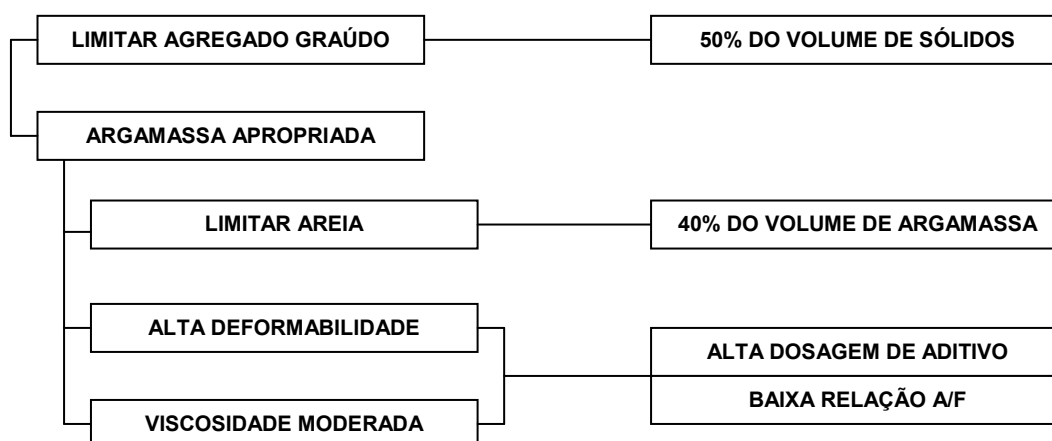 LIMITAR AGREGADO GRAÚDO
50% DO VOLUME DE SÓLIDOS
ARGAMASSA APROPRIADA
LIMITAR AREIA
40% DO VOLUME DE ARGAMASSA
ALTA DEFORMABILIDADE
ALTA DOSAGEM DE ADITIVO
BAIXA RELAÇÃO A/F
VISCOSIDADE MODERADA